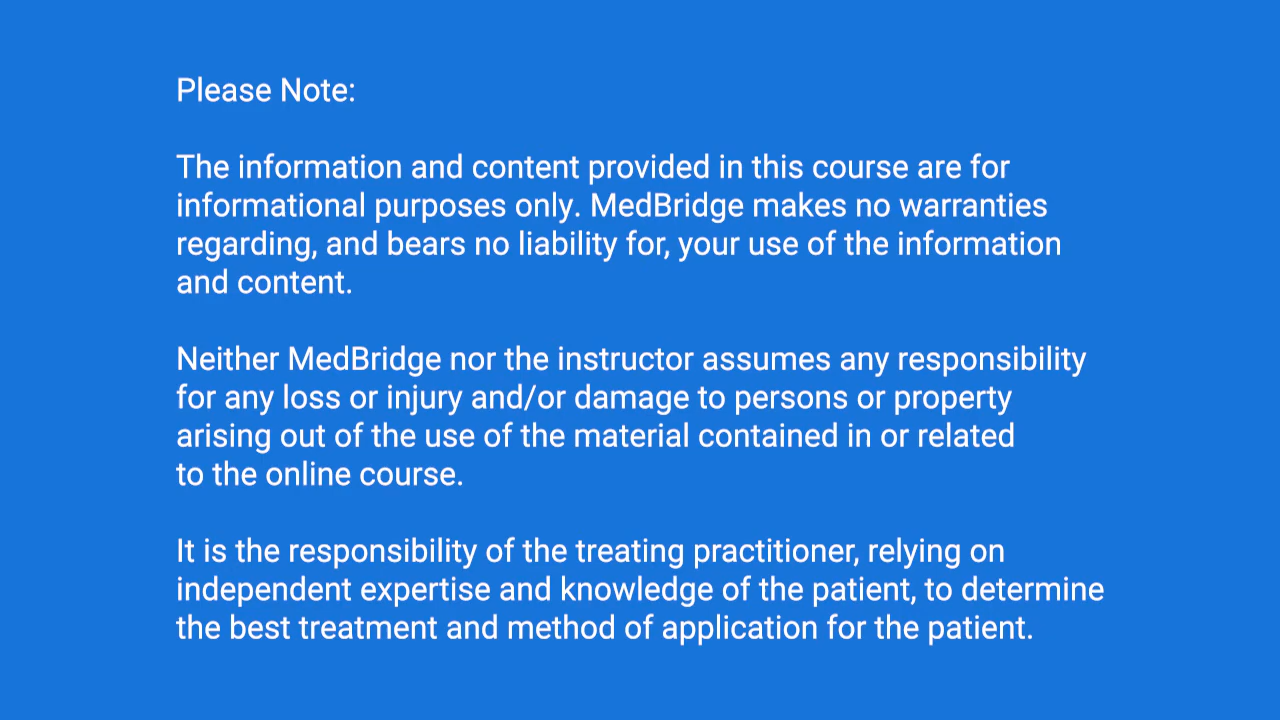 Please Note:
The information and content provided in this course are for
informational purposes only. MedBridge makes no warranties
regarding, and bears no liability for, your use of the information
and content.
Neither MedBridge nor the instructor assumes any responsibility
for any loss or injury and/or damage to persons or property
arising out of the use of the material contained in or related
to the online course.
It is the responsibility of the treating practitioner, relying on
independent expertise and knowledge of the patient, to determine
the best treatment and method of application for the patient.